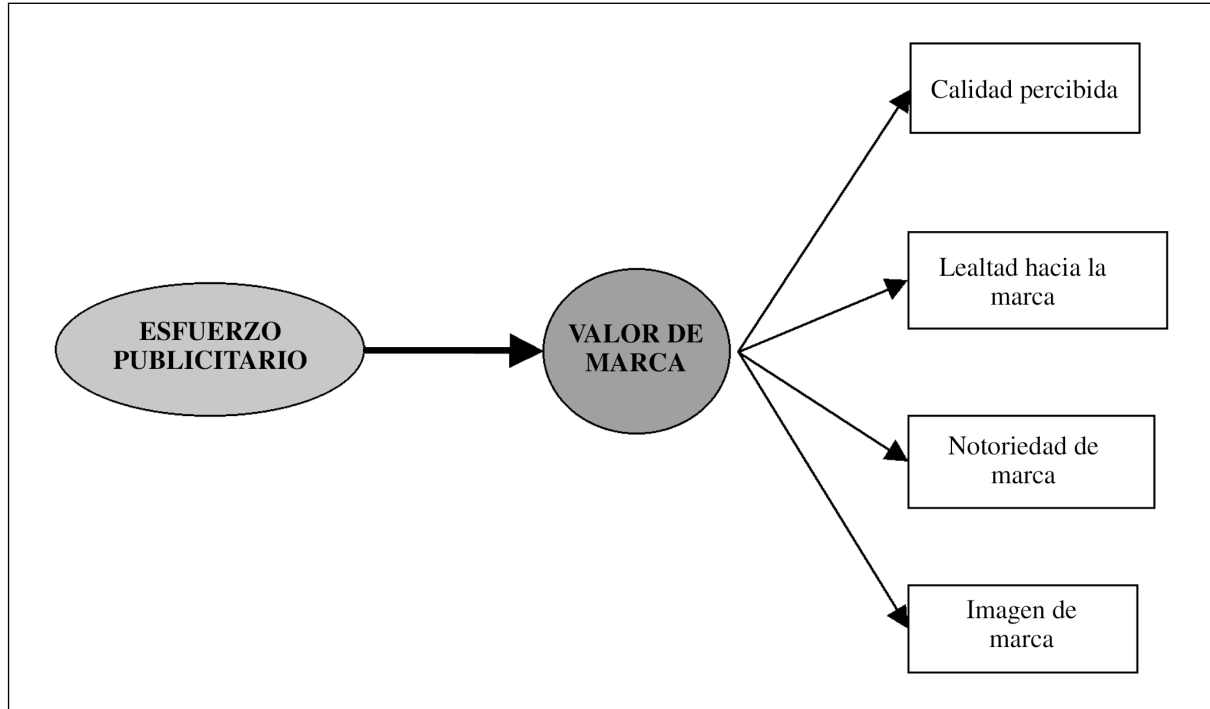 Calidad percibida
Lealtad hacia la
marca
ESFUERZO
PUBLICITARIO
VALOR DE
MARCA
Notoriedad de
marca
Imagen de
marca